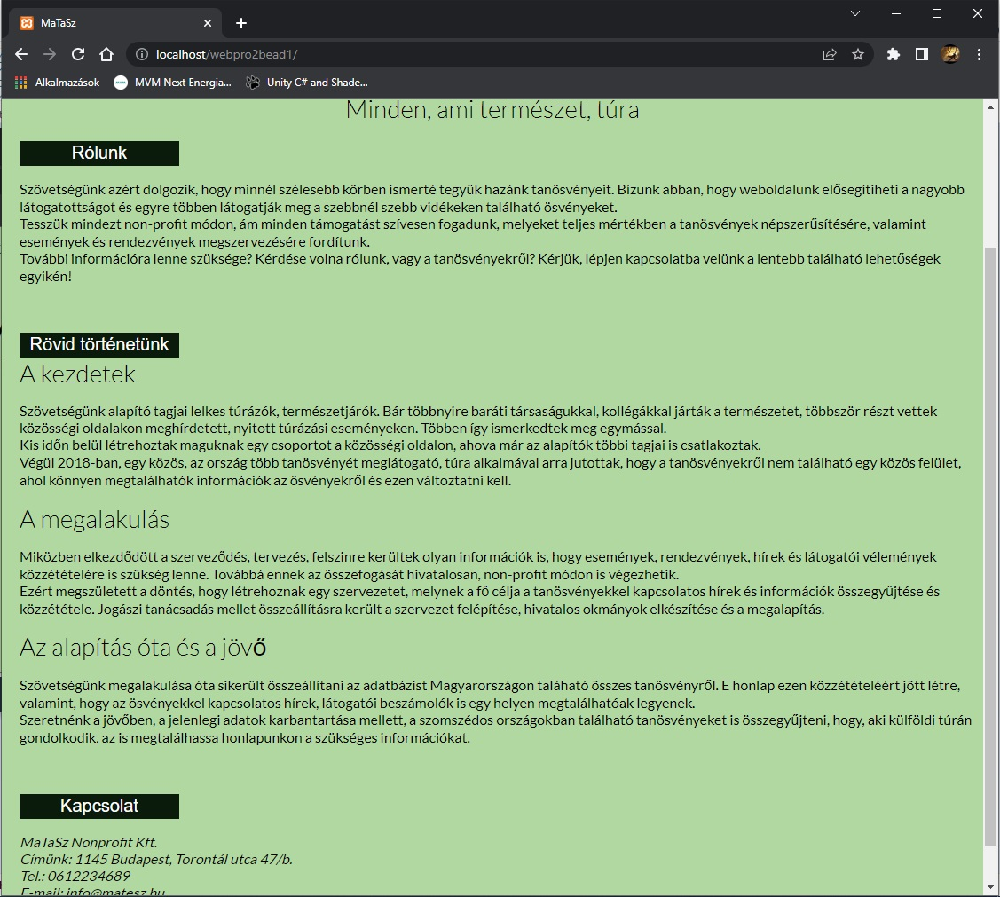 MaTaSz
localhost/webpro2bead1/
Alkalmazások MVM Next Energia... Unity C# and Shade...
Minden, ami természet, túra
Rólunk
Szövetségünk azért dolgozik, hogy minnél szélesebb körben ismerté tegyük hazánk tanösvényeit. Bízunk abban, hogy weboldalunk elősegítiheti a nagyobb
látogatottságot és egyre többen látogatják meg a szebbnél szebb vidékeken található ösvényeket.
Tesszük mindezt non-profit módon, ám minden támogatást szívesen fogadunk, melyeket teljes mértékben a tanösvények népszerűsítésére, valamint
események és rendezvények megszervezésére fordítunk.
További információra lenne szüksége? Kérdése volna rólunk, vagy a tanösvényekről? Kérjük, lépjen kapcsolatba velünk a lentebb található lehetőségek
egyikén!
Rövid történetünk
A kezdetek
Szövetségünk alapító tagjai lelkes túrázók, természetjárók. Bár többnyire baráti társaságukkal, kollégákkal járták a természetet, többször részt vettek
közösségi oldalakon meghírdetett, nyitott túrázási eseményeken. Többen így ismerkedtek meg egymással.
Kis időn belül létrehoztak maguknak egy csoportot a közösségi oldalon, ahova már az alapítók többi tagjai is csatlakoztak.
Végül 2018-ban, egy közös, az ország több tanösvényét meglátogató, túra alkalmával arra jutottak, hogy a tanösvényekről nem található egy közös felület,
ahol könnyen megtalálhatók információk az ösvényekről és ezen változtatni kell.
A megalakulás
Miközben elkezdődött a szerveződés, tervezés, felszinre kerültek olyan információk is, hogy események, rendezvények, hírek és látogatói vélemények
közzétételére is szükség lenne. Továbbá ennek az összefogását hivatalosan, non-profit módon is végezhetik.
Ezért megszületett a döntés, hogy létrehoznak egy szervezetet, melynek a fő célja a tanösvényekkel kapcsolatos hírek és információk összegyűjtése és
közzététele. Jogászi tanácsadás mellet összeállításra került a szervezet felépítése, hivatalos okmányok elkészítése és a megalapítás.
Az alapítás óta és a jövő
Szövetségünk megalakulása óta sikerült összeállítani az adatbázist Magyarországon taláható összes tanösvényről. E honlap ezen közzétételéért jött létre,
valamint, hogy az ösvényekkel kapcsolatos hírek, látogatói beszámolók is egy helyen megtalálhatóak legyenek.
Szeretnénk a jövőben, a jelenlegi adatok karbantartása mellett, a szomszédos országokban található tanösvényeket is összegyűjteni, hogy, aki külföldi túrán
gondolkodik, az is megtalálhassa honlapunkon a szükséges információkat.
Kapcsolat
MaTaSz Nonprofit Kft.
Címünk: 1145 Budapest, Torontál utca 47/b.
Tel.: 0612234689
E-mail: info@matesz.hu